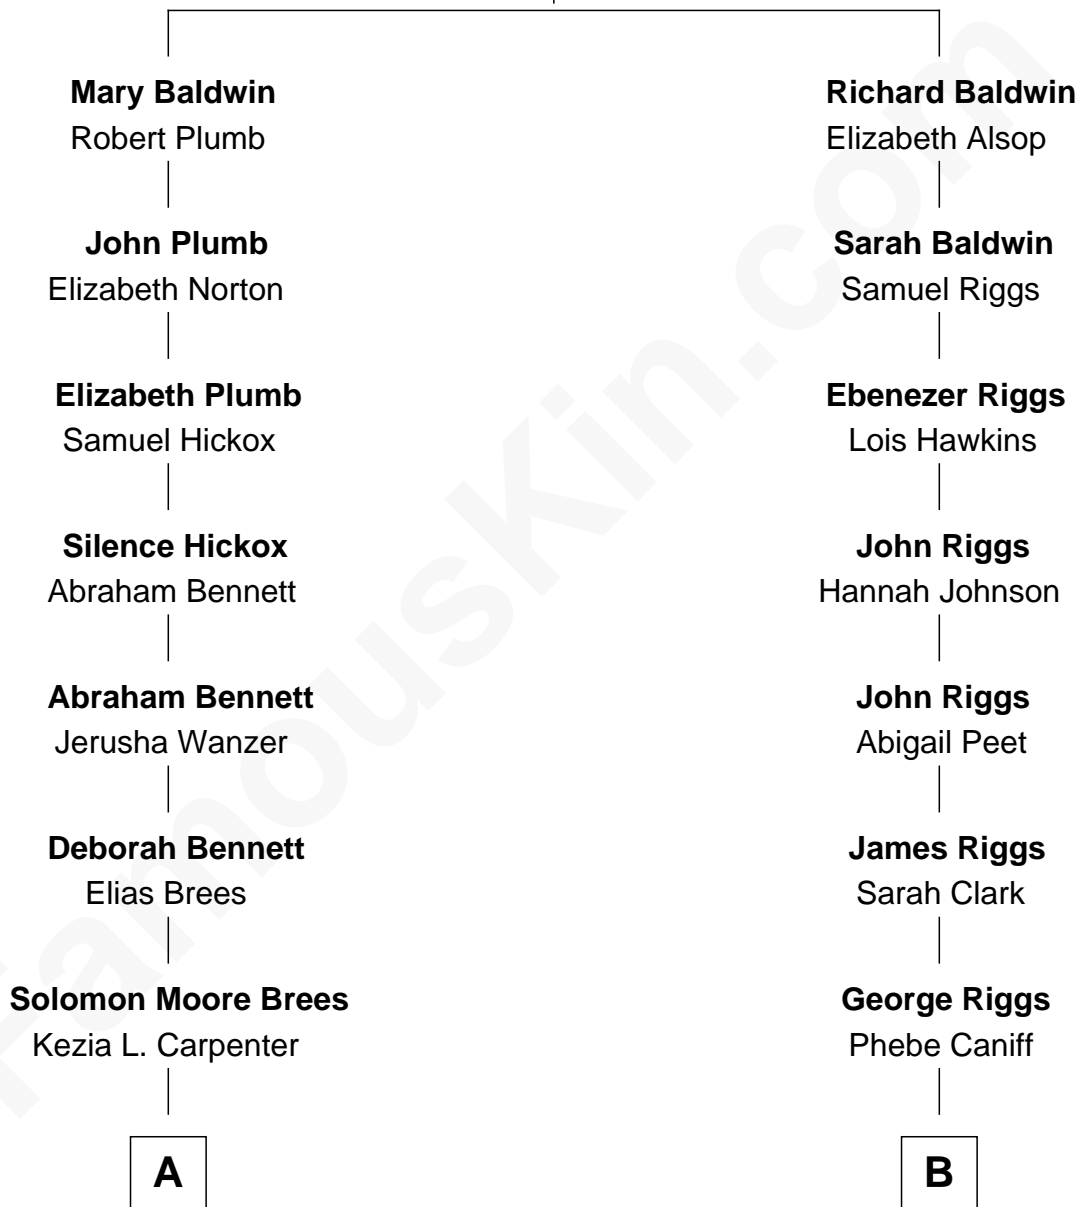 Mary Baldwin
Robert Plumb
John Plumb
Elizabeth Norton
Elizabeth Plumb
Samuel Hickox
Silence Hickox
Abraham Bennett
Abraham Bennett
Jerusha Wanzer
Deborah Bennett
Elias Brees
Solomon Moore Brees
Kezia L. Carpenter
A
Richard Baldwin
Elizabeth Alsop
Sarah Baldwin
Samuel Riggs
Ebenezer Riggs
Lois Hawkins
John Riggs
Hannah Johnson
John Riggs
Abigail Peet
James Riggs
Sarah Clark
George Riggs
Phebe Caniff
B
FamousKin.com